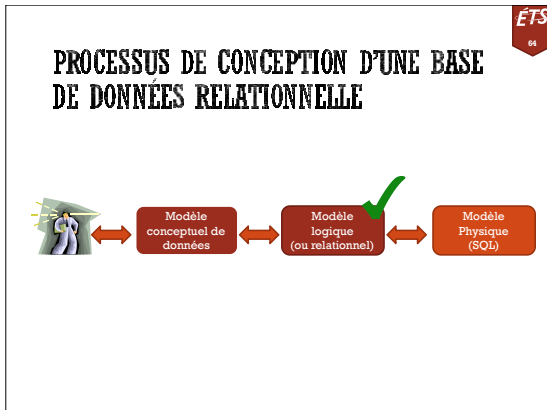 ÉTS
64
PROCESSUS DE CONCEPTION D'UNE BASE
DE DONNÉES RELATIONNELLE
Modèle
conceptuel de
données
Modèle
logique
(ou relationnel)
Modèle
Physique
(SQL)